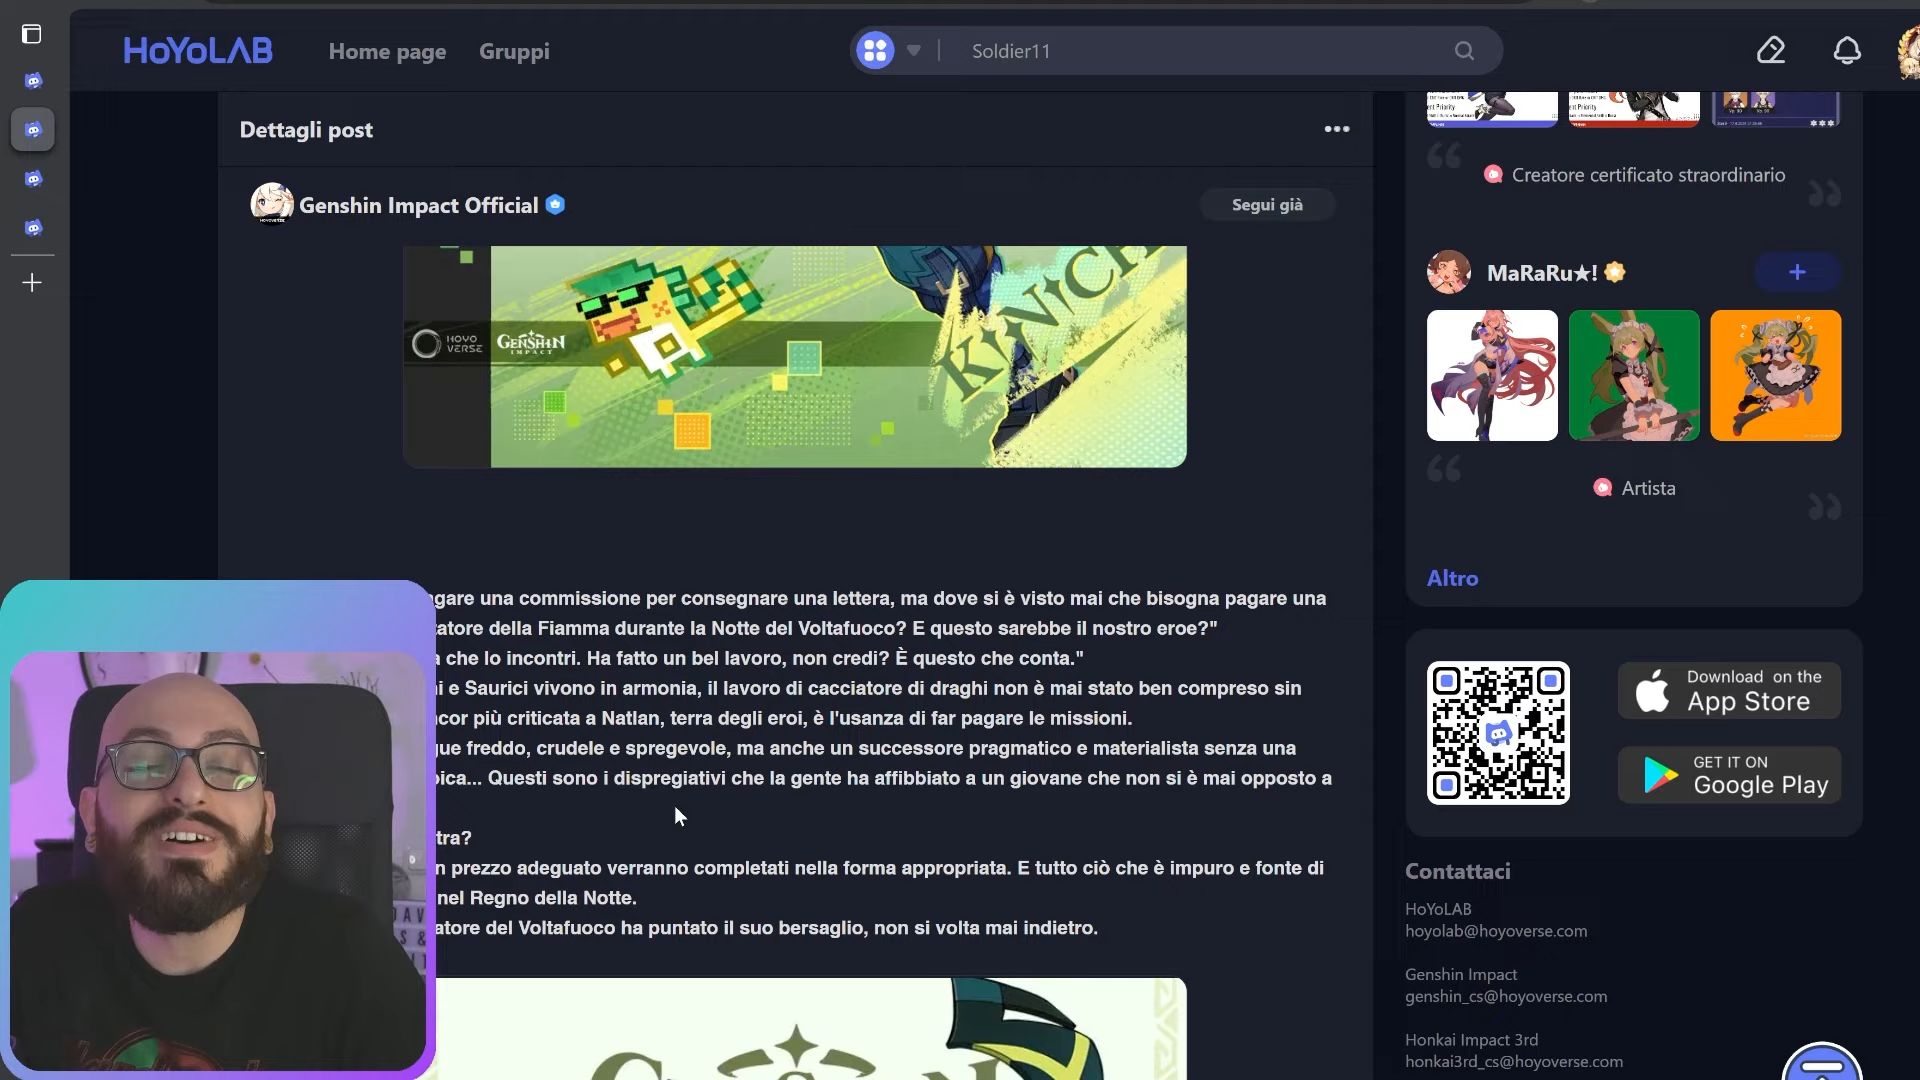 HoYoLAB
Home page
Gruppi
Soldier11
Dettagli post
Genshin Impact Official
Segui già
HOYO
VERSE
GENSHIN
IMPACT
KINICH
gare una commissione per consegnare una lettera, ma dove si è visto mai che bisogna pagare una
atore della Fiamma durante la Notte del Voltafuoco? E questo sarebbe il nostro eroe?"
a che lo incontri. Ha fatto un bel lavoro, non credi? È questo che conta."
ni e Saurici vivono in armonia, il lavoro di cacciatore di draghi non è mai stato ben compreso sin
cor più criticata a Natlan, terra degli eroi, è l'usanza di far pagare le missioni.
gue freddo, crudele e spregevole, ma anche un successore pragmatico e materialista senza una
pica... Questi sono i dispregiativi che la gente ha affibbiato a un giovane che non si è mai opposto a
tra?
n prezzo adeguato verranno completati nella forma appropriata. E tutto ciò che è impuro e fonte di
nel Regno della Notte.
atore del Voltafuoco ha puntato il suo bersaglio, non si volta mai indietro.
Creatore certificato straordinario
MaRaRu★!
Artista
Altro
Download on the
App Store
GET IT ON
Google Play
Contattaci
HoYoLAB
hoyolab@hoyoverse.com
Genshin Impact
genshin_cs@hoyoverse.com
Honkai Impact 3rd
honkai3rd_cs@hoyoverse.com